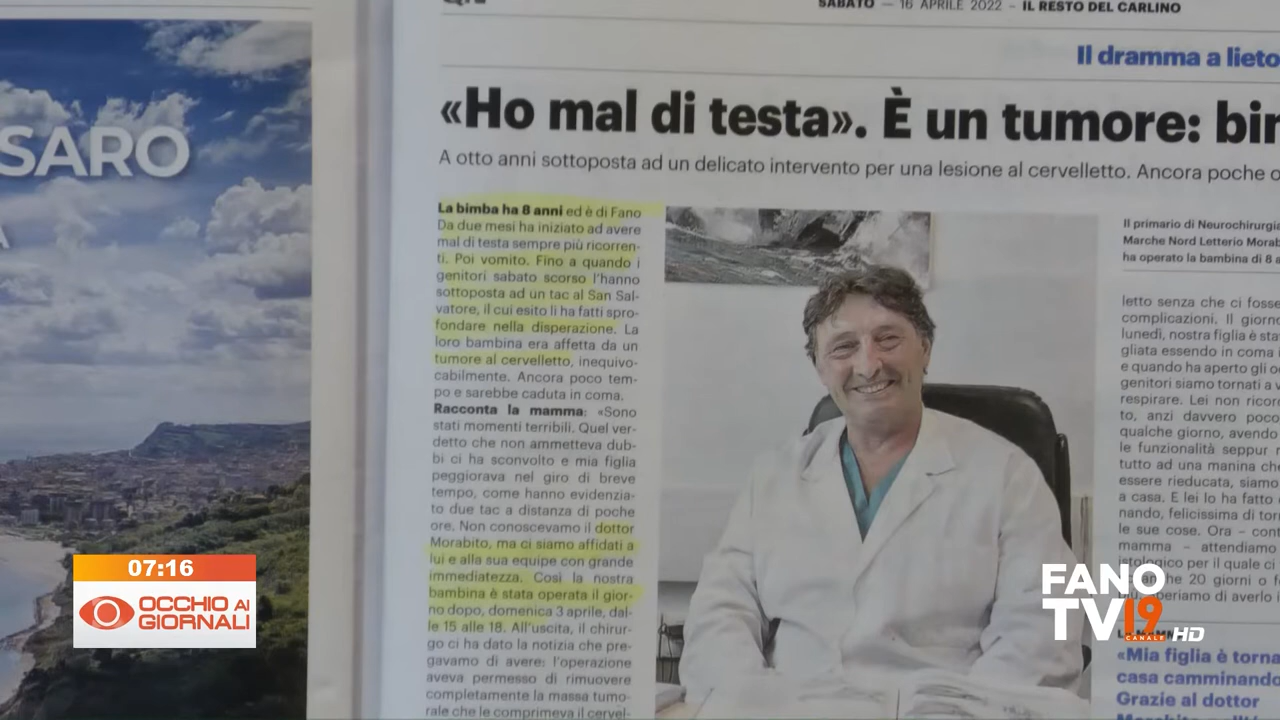 SABATO — 16 APRILE 2022 – IL RESTO DEL CARLINO
Il dramma a lieto
«Ho mal di testa». È un tumore: bin
A otto anni sottoposta ad un delicato intervento per una lesione al cervelletto. Ancora poche o
SARO
La bimba ha 8 anni ed è di Fano
Da due mesi ha iniziato ad avere
mal di testa sempre più ricorren-
ti. Poi vomito. Fino a quando i
genitori sabato scorso l'hanno
sottoposta ad un tac al San Sal-
vatore, il cui esito li ha fatti spro-
fondare nella disperazione. La
loro bambina era affetta da un
tumore al cervelletto, inequivo-
cabilmente. Ancora poco tem-
po e sarebbe caduta in coma.
Racconta la mamma: «Sono
stati momenti terribili. Quel ver-
detto che non ammetteva dub-
bi ci ha sconvolto e mia figlia
peggiorava nel giro di breve
tempo, come hanno evidenzia-
to due tac a distanza di poche
ore. Non conoscevamo il dottor
Morabito, ma ci siamo affidati a
lui e alla sua equipe con grande
immediatezza. Così la nostra
bambina è stata operata il gior-
no dopo, domenica 3 aprile, dal-
le 15 alle 18. All'uscita, il chirur-
go ci ha dato la notizia che pre-
gavamo di avere: l'operazione
aveva permesso di rimuovere
completamente la massa tumo-
rale che le comprimeva il cervel-
Il primario di Neurochirurgia
Marche Nord Letterio Morab
ha operato la bambina di 8 a
letto senza che ci fosse
complicazioni. Il giorno
lunedì, nostra figlia è sta
gliata essendo in coma
e quando ha aperto gli o
genitori siamo tornati a v
respirare. Lei non ricor
to, anzi davvero poco
qualche giorno, avendo
le funzionalità seppur
tutto ad una manina che
essere rieducata, siamo
a casa. E lei lo ha fatto
nando, felicissima di tor
le sue cose. Ora – cont
mamma – attendiamo
istologico per il quale ci
che 20 giorni o
speriamo di averlo
«Mia figlia è torna
casa camminando
Grazie al dottor
07:16
OCCHIO AI
GIORNALI
FANO
TV19
CANALE HD